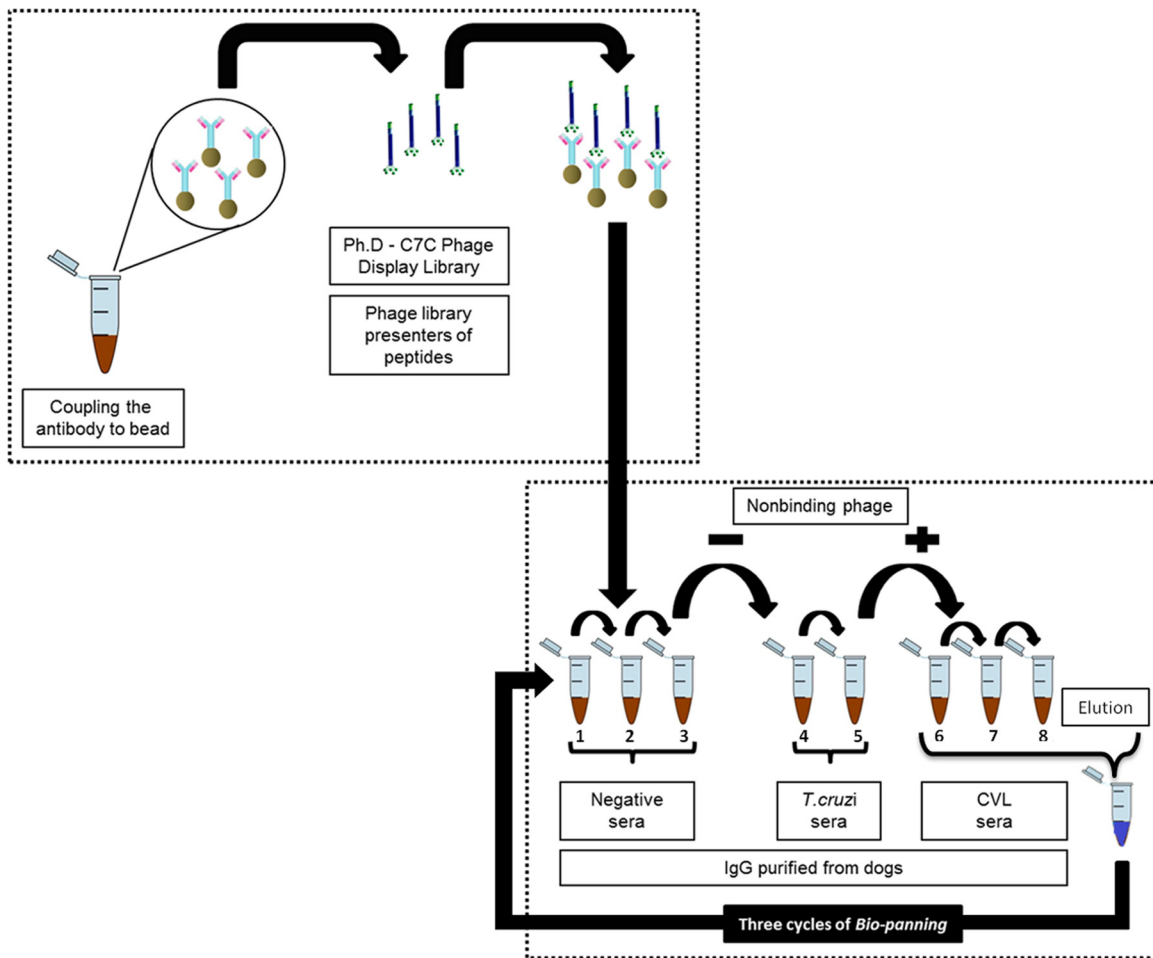 Ph.D - C7C Phage
Display Library
Phage library
presenters of
peptides
Coupling the
antibody to bead
Nonbinding phage
1 2 3 4 5 6 7 8
Elution
Negative
sera
T.cruzi
sera
CVL
sera
IgG purified from dogs
Three cycles of Bio-panning